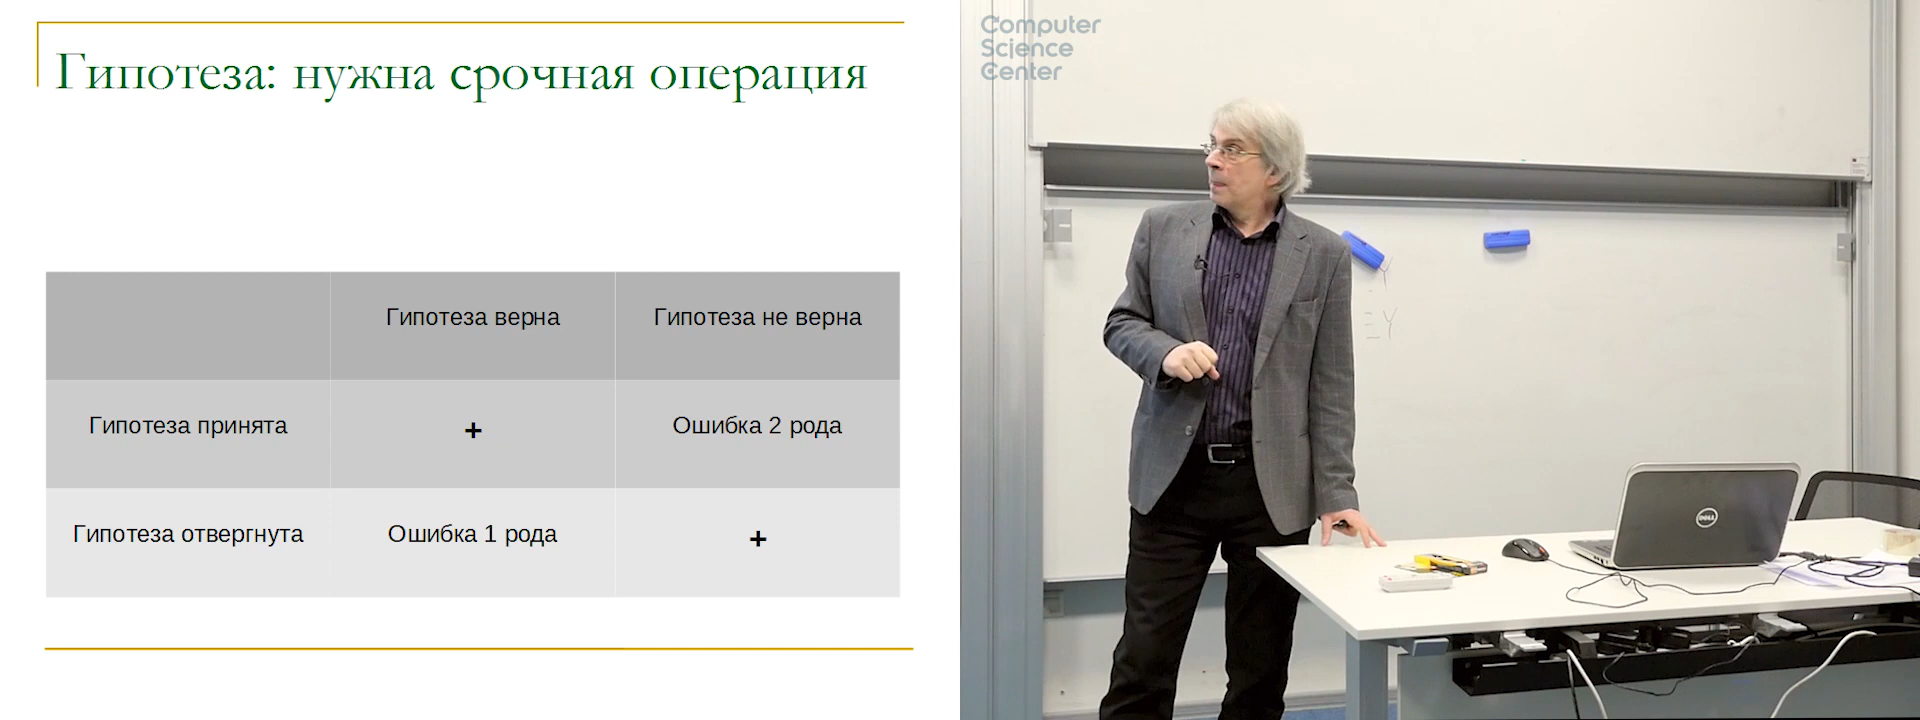 Гипотеза: нужна срочная операция
Гипотеза верна
Гипотеза не верна
Гипотеза принята
+
Ошибка 2 рода
Гипотеза отвергнута
Ошибка 1 рода
+
Computer
Science
Center
DELL